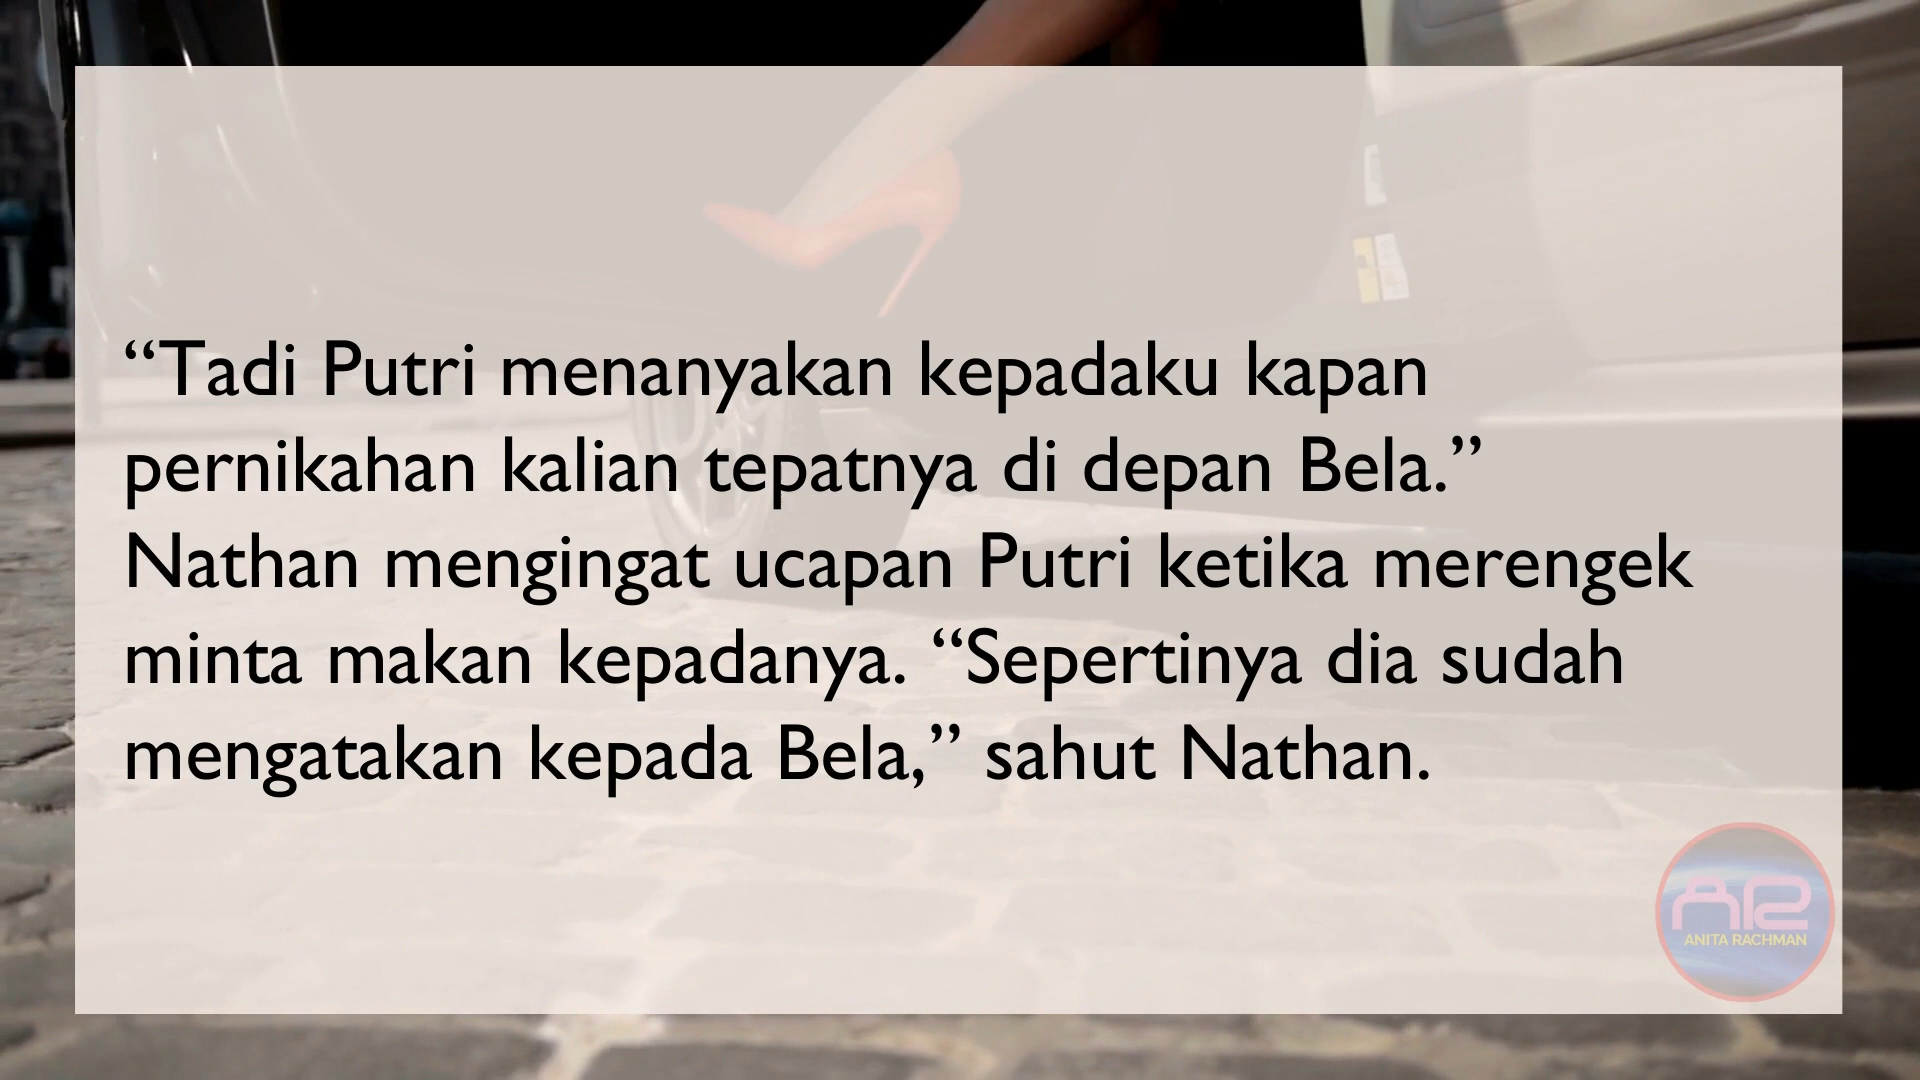 “Tadi Putri menanyakan kepadaku kapan
pernikahan kalian tepatnya di depan Bela.”
Nathan mengingat ucapan Putri ketika merengek
minta makan kepadanya. “Sepertinya dia sudah
mengatakan kepada Bela,” sahut Nathan.
AR
ANITA RACHMAN